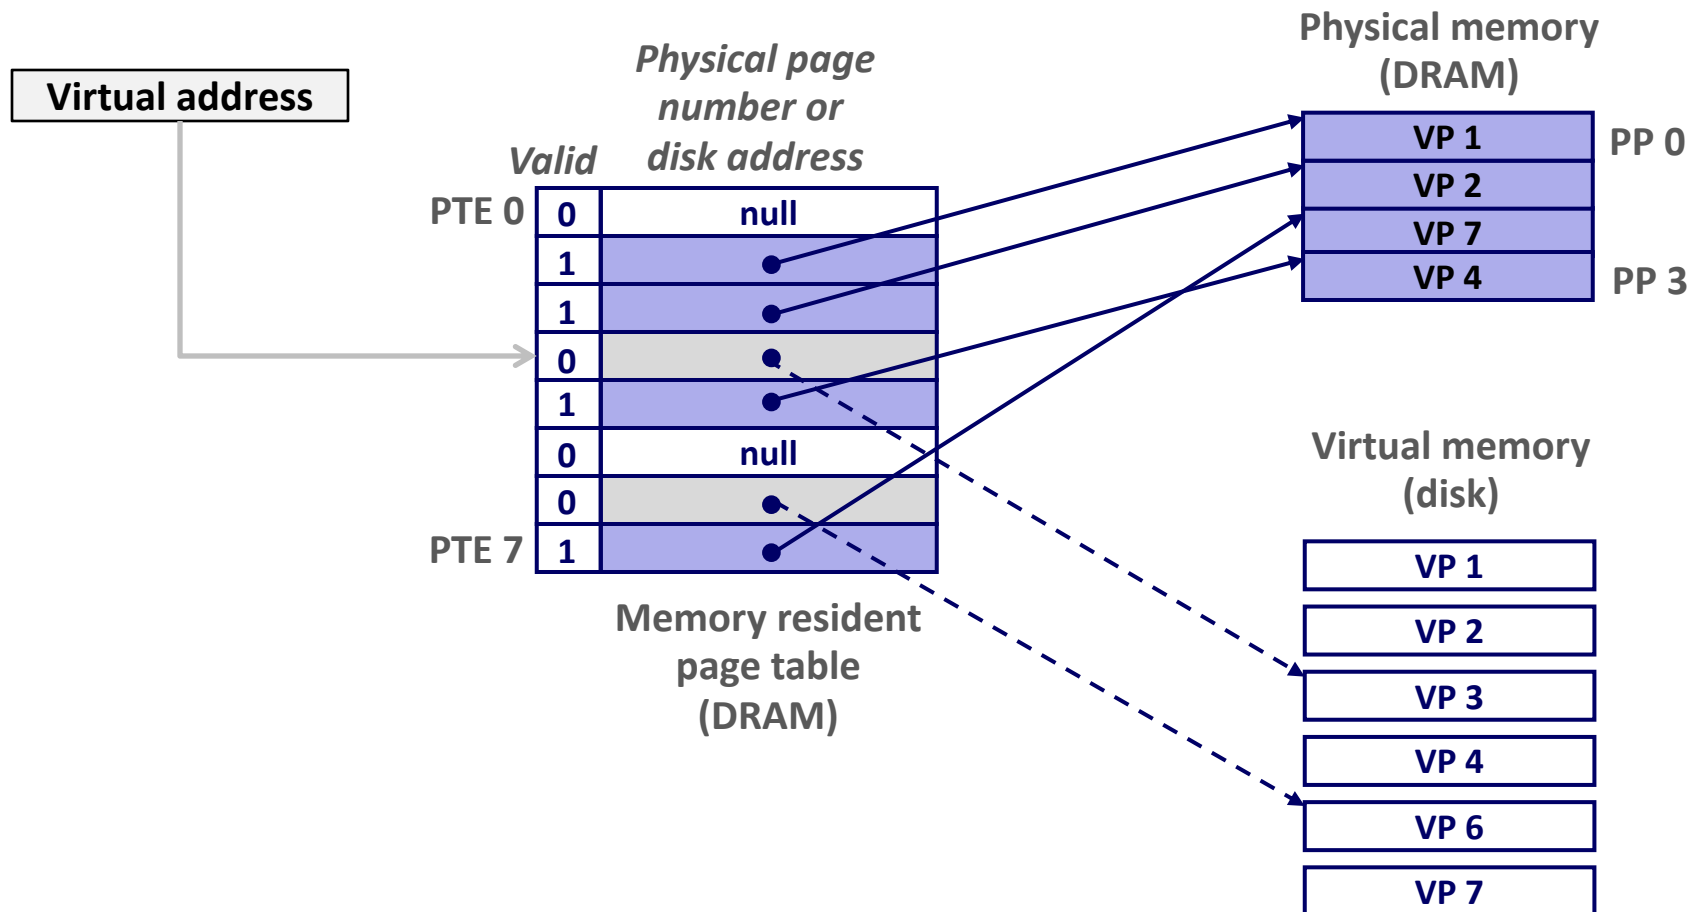 Virtual address
Physical page
number or
disk address
Valid
PTE 0
0
null
1
1
0
1
0
null
0
PTE 7
1
Memory resident
page table
(DRAM)
Physical memory
(DRAM)
VP 1
PP 0
VP 2
VP 7
VP 4
PP 3
Virtual memory
(disk)
VP 1
VP 2
VP 3
VP 4
VP 6
VP 7